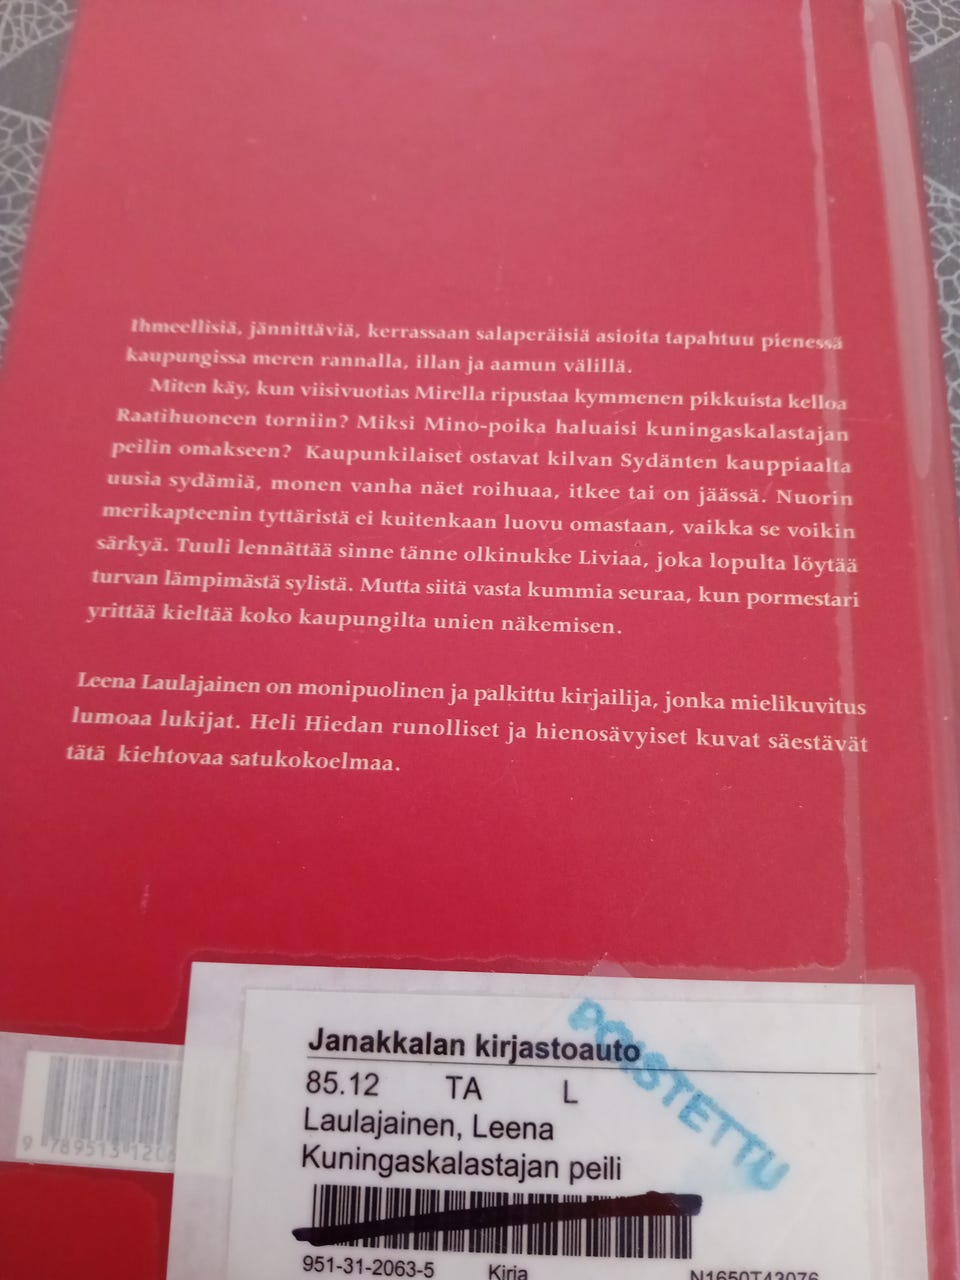 Ihmeellisiä, jännittäviä, kerrassaan salaperäisiä asioita tapahtuu pienessä
kaupungissa meren rannalla, illan ja aamun välillä.
Miten käy, kun viisivuotias Mirella ripustaa kymmenen pikkuista kelloa
Raatihuoneen torniin? Miksi Mino-poika haluaisi kuningaskalastajan
peilin omakseen? Kaupunkilaiset ostavat kilvan Sydänten kauppiaalta
uusia sydämiä, monen vanha näet roihuaa, itkee tai on jäässä. Nuorin
merikapteenin tyttäristä ei kuitenkaan luovu omastaan, vaikka se voikin
särkyä. Tuuli lennättää sinne tänne olkinukke Liviaa, joka lopulta löytää
turvan lämpimästä sylistä. Mutta siitä vasta kummia seuraa, kun pormestari
yrittää kieltää koko kaupungilta unien näkemisen.
Leena Laulajainen on monipuolinen ja palkittu kirjailija, jonka mielikuvitus
lumoaa lukijat. Heli Hiedan runolliset ja hienosävyiset kuvat säestävät
tätä kiehtovaa satukokoelmaa.
Janakkalan kirjastoauto
POISTETTU
85.12 TA L
Laulajainen, Leena
Kuningaskalastajan peili
9 789513 1206
951-31-2063-5 Kirja N1650T43076